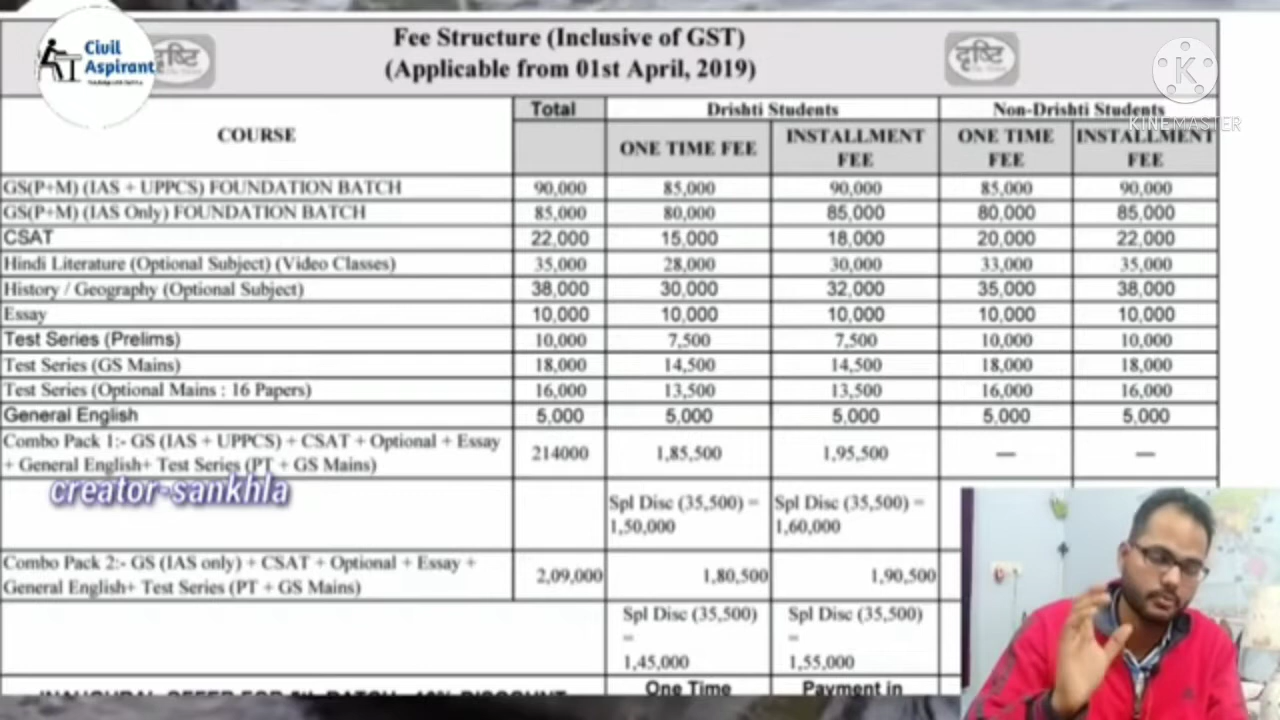 Civil
Aspirant
दृष्टि
Fee Structure (Inclusive of GST)
(Applicable from 01st April, 2019)
दृष्टि
K
KINEMASTER
COURSE
Total
Drishti Students
Non-Drishti Students
ONE TIME FEE
INSTALLMENT FEE
ONE TIME FEE
INSTALLMENT FEE
GS(P+M) (IAS + UPPCS) FOUNDATION BATCH 90,000 85,000 90,000 85,000 90,000
GS(P+M) (IAS Only) FOUNDATION BATCH 85,000 80,000 85,000 80,000 85,000
CSAT 22,000 15,000 18,000 20,000 22,000
Hindi Literature (Optional Subject) (Video Classes) 35,000 28,000 30,000 33,000 35,000
History / Geography (Optional Subject) 38,000 30,000 32,000 35,000 38,000
Essay 10,000 10,000 10,000 10,000 10,000
Test Series (Prelims) 10,000 7,500 7,500 10,000 10,000
Test Series (GS Mains) 18,000 14,500 14,500 18,000 18,000
Test Series (Optional Mains : 16 Papers) 16,000 13,500 13,500 16,000 16,000
General English 5,000 5,000 5,000 5,000 5,000
Combo Pack 1:- GS (IAS + UPPCS) + CSAT + Optional + Essay
+ General English+ Test Series (PT + GS Mains) 214000 1,85,500 1,95,500 — —
creator-sankhla
Spl Disc (35,500) = 1,50,000
Spl Disc (35,500) = 1,60,000
Combo Pack 2:- GS (IAS only) + CSAT + Optional + Essay +
General English+ Test Series (PT + GS Mains) 2,09,000 1,80,500 1,90,500
Spl Disc (35,500) = 1,45,000
Spl Disc (35,500) = 1,55,000
One Time
Payment in